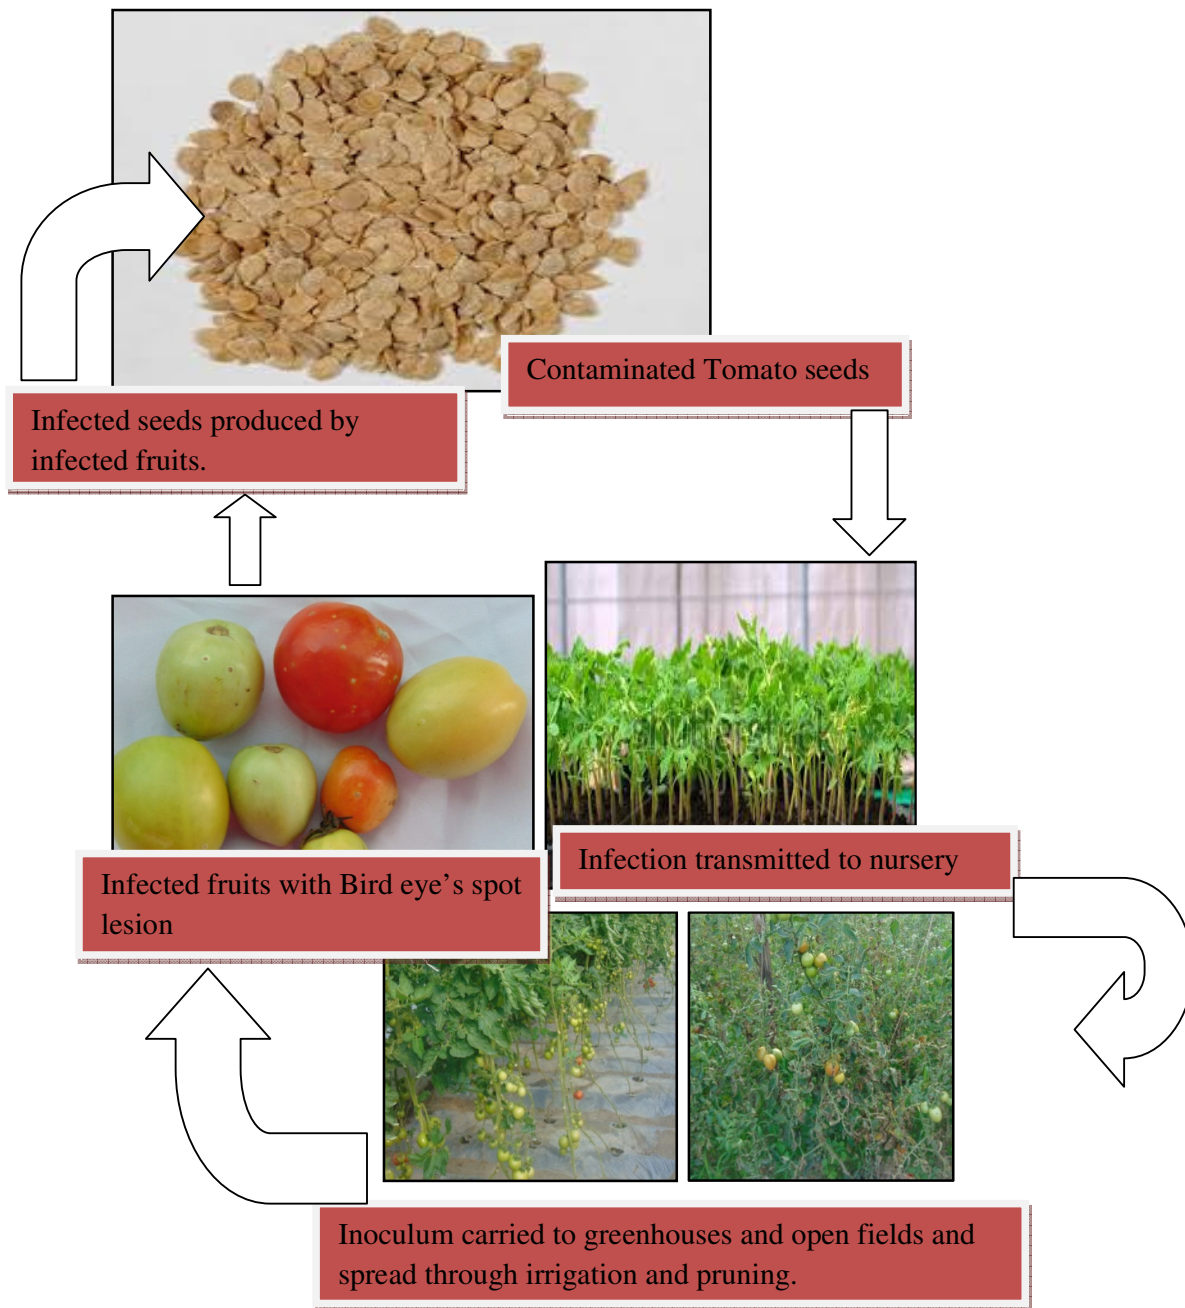 Contaminated Tomato seeds
Infected seeds produced by
infected fruits.
Infection transmitted to nursery
Infected fruits with Bird eye’s spot
lesion
Inoculum carried to greenhouses and open fields and
spread through irrigation and pruning.